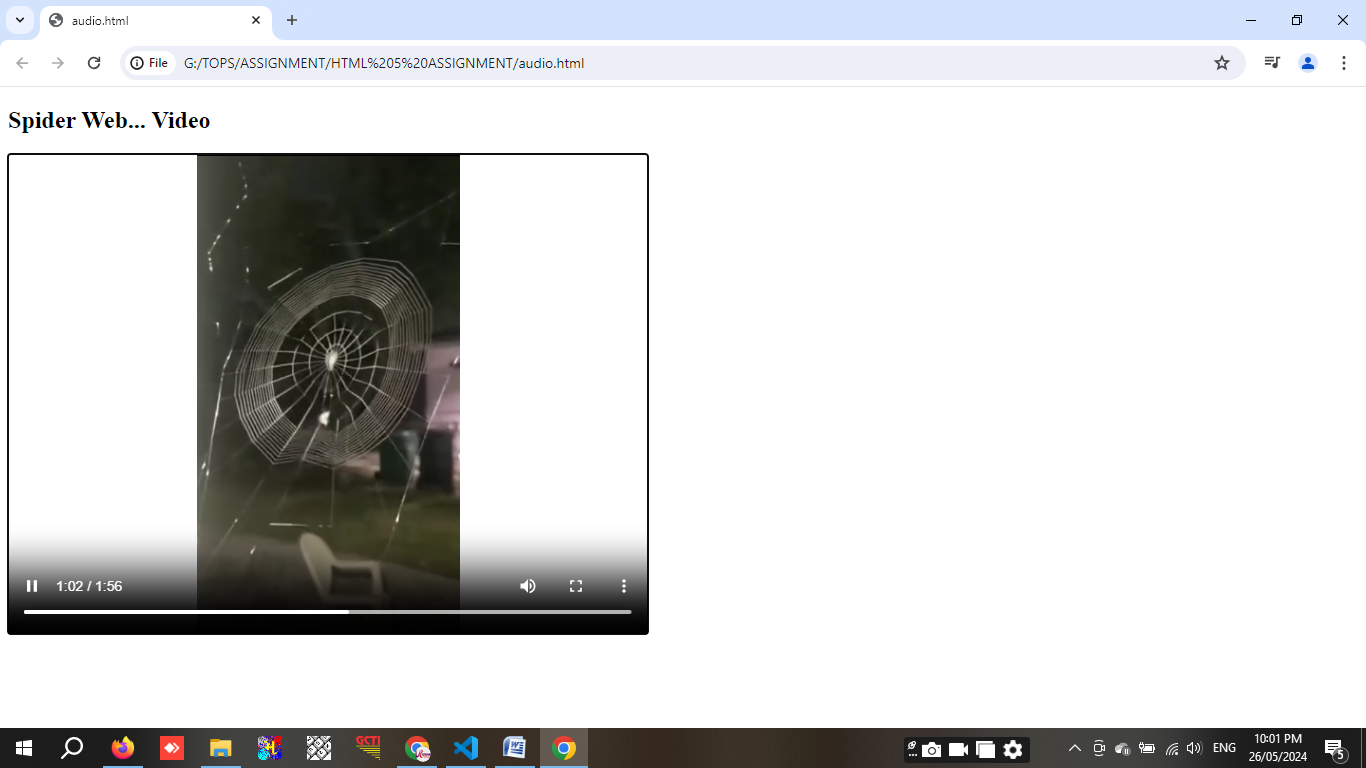 audio.html
File
G:/TOPS/ASSIGNMENT/HTML%205%20ASSIGNMENT/audio.html
Spider Web... Video
1:02 / 1:56
GCTI
W
ENG
10:01 PM
26/05/2024
5